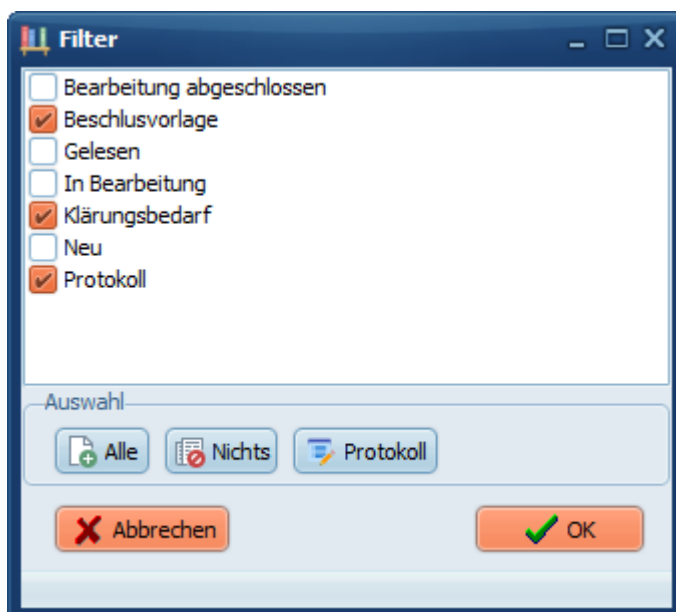 Filter
Bearbeitung abgeschlossen
Beschlusvorlage
Gelesen
In Bearbeitung
Klärungsbedarf
Neu
Protokoll
Auswahl
Alle Nichts Protokoll
Abbrechen OK